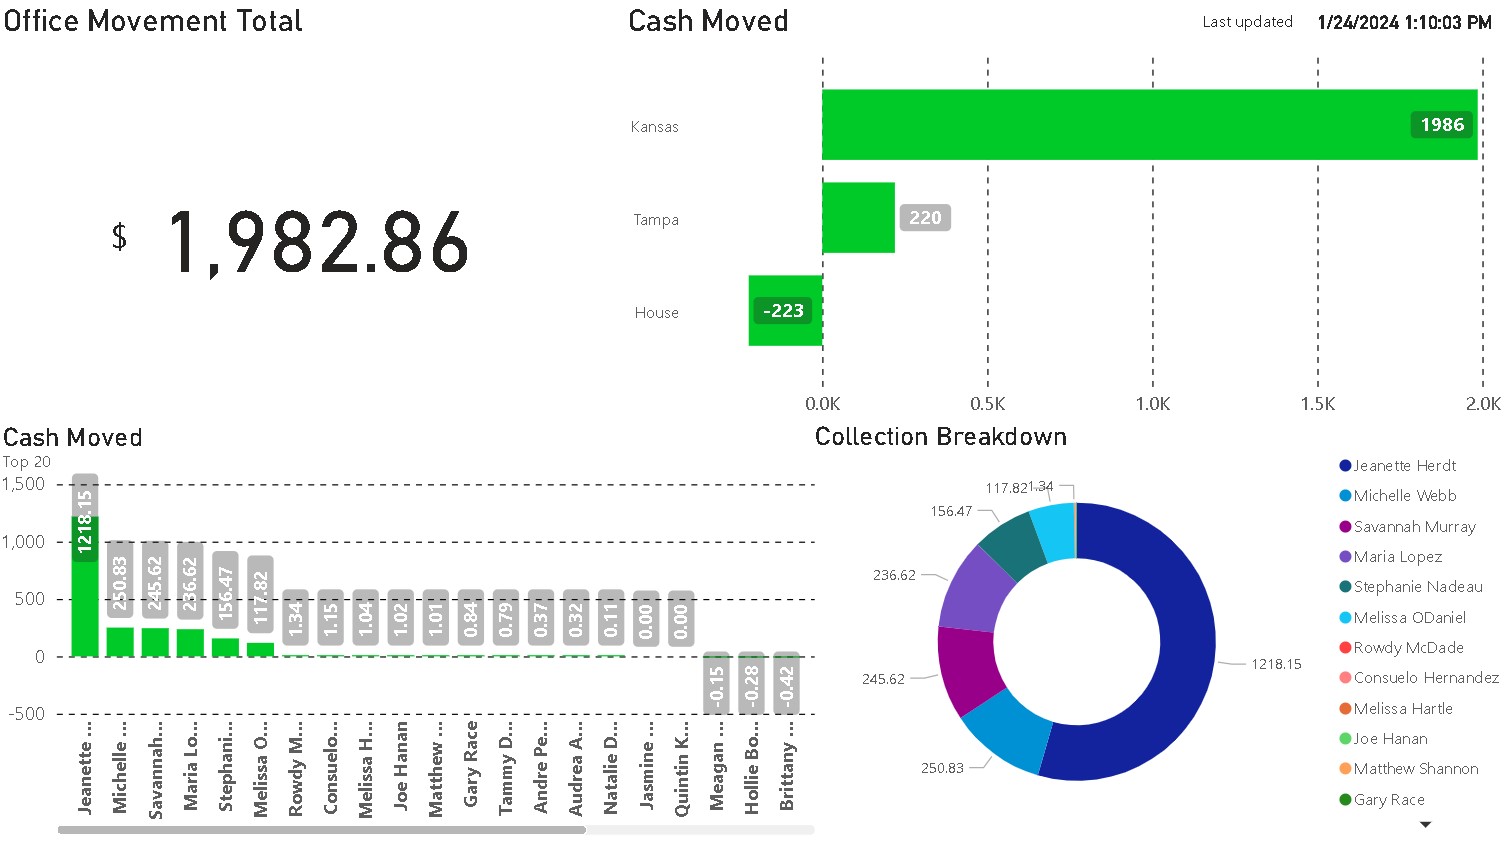 Office Movement Total
$ 1,982.86
Cash Moved
Last updated 1/24/2024 1:10:03 PM
Kansas 1986
Tampa 220
House -223
0.0K 0.5K 1.0K 1.5K 2.0K
Cash Moved
Top 20
1,500
1,000
500
0
-500
1218.15
250.83
245.62
236.62
156.47
117.82
1.34
1.15
1.04
1.02
1.01
0.84
0.79
0.37
0.32
0.11
0.00
0.00
-0.15
-0.28
-0.42
Jeanette ...
Michelle ...
Savannah...
Maria Lo...
Stephani...
Melissa O...
Rowdy M...
Consuelo...
Melissa H...
Joe Hanan
Matthew ...
Gary Race
Tammy D...
Andre Pe...
Audrea A...
Natalie D...
Jasmine ...
Quintin K...
Meagan ...
Hollie Bo...
Brittany ...
Collection Breakdown
117.82
1.34
156.47
236.62
245.62
250.83
1218.15
Jeanette Herdt
Michelle Webb
Savannah Murray
Maria Lopez
Stephanie Nadeau
Melissa ODaniel
Rowdy McDade
Consuelo Hernandez
Melissa Hartle
Joe Hanan
Matthew Shannon
Gary Race